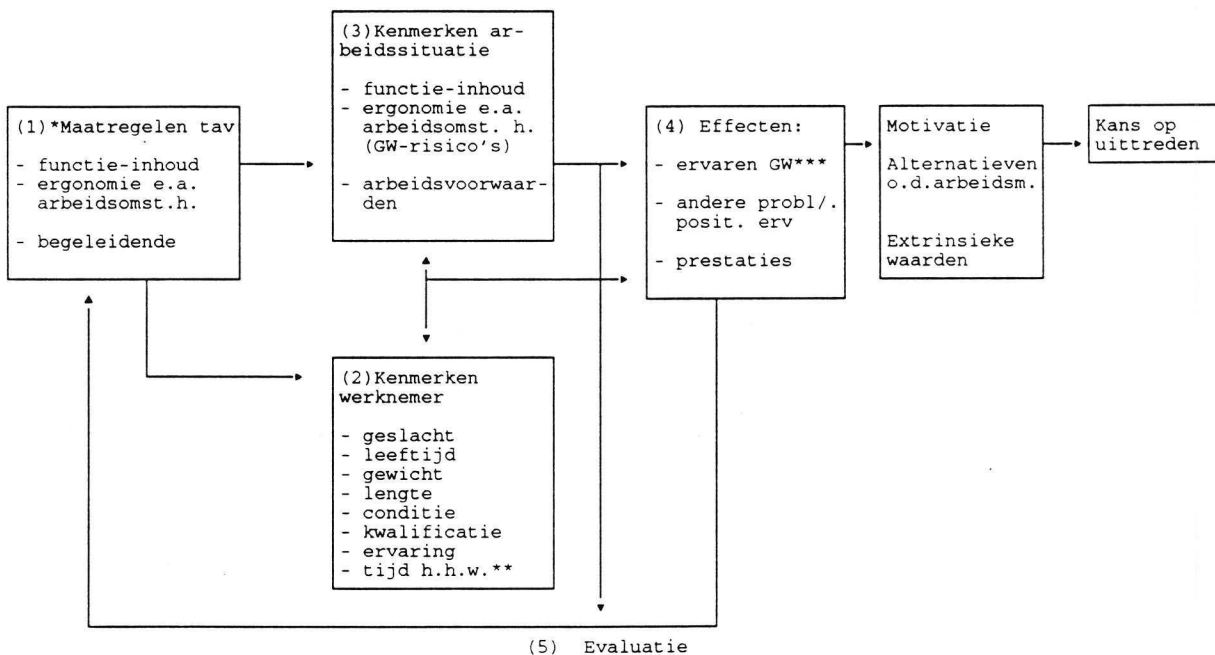 (1)*Maatregelen tav
- functie-inhoud
- ergonomie e.a.
arbeidsomst.h.
- begeleidende
(3)Kenmerken ar-
beidssituatie
- functie-inhoud
- ergonomie e.a.
arbeidsomst. h.
(GW-risico's)
- arbeidsvoorwaar-
den
(2)Kenmerken
werknemer
- geslacht
- leeftijd
- gewicht
- lengte
- conditie
- kwalificatie
- ervaring
- tijd h.h.w.**
(4) Effecten:
- ervaren GW***
- andere probl/.
posit. erv
- prestaties
Motivatie
Alternatieven
o.d.arbeidsm.
Extrinsieke
waarden
Kans op
uittreden
(5) Evaluatie